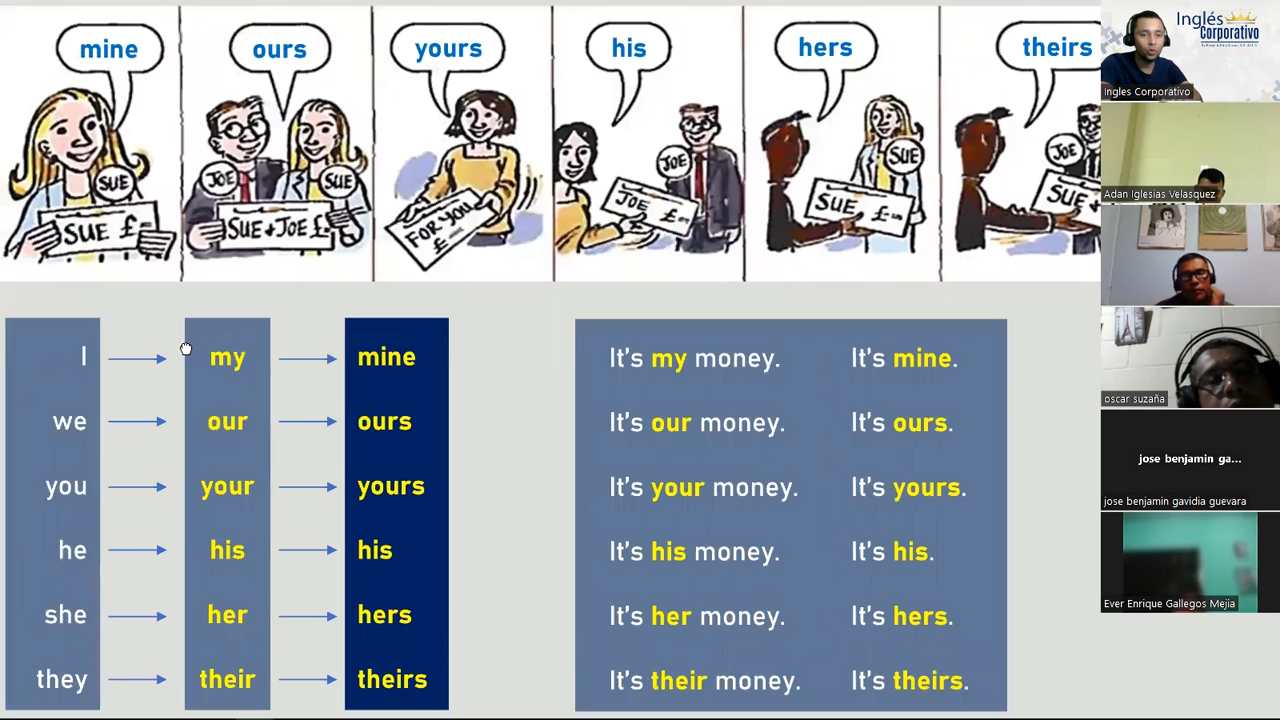 mine
ours
yours
his
hers
theirs
SUE
SUE £
JOE
SUE
SUE + JOE £
FOR YOU
£
JOE
JOE £
SUE
SUE £
JOE
SUE +
I my mine
we our ours
you your yours
he his his
she her hers
they their theirs
It's my money. It's mine.
It's our money. It's ours.
It's your money. It's yours.
It's his money. It's his.
It's her money. It's hers.
It's their money. It's theirs.
Inglés
Corporativo
Ingles Corporativo
Adan Iglesias Velasquez
oscar suzaña
jose benjamin ga...
jose benjamin gavidia guevara
Ever Enrique Gallegos Mejia